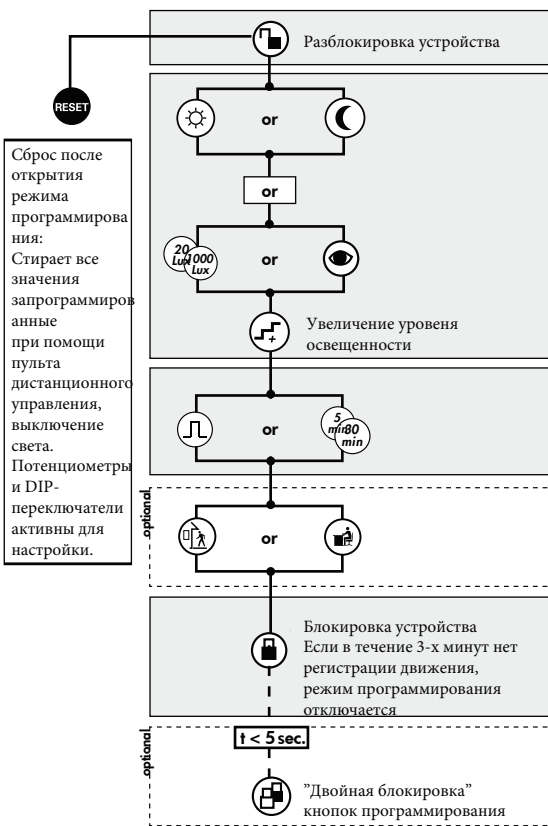 Разблокировка устройства
RESET
or
Сброс после
открытия
режима
программирова
ния:
Стирает все
значения
запрограммиров
анные
при помощи
пульта
дистанционного
управления,
выключение
света.
Потенциометры
и DIP-
переключатели
активны для
настройки.
or
20
Lux
1000
Lux
or
Увеличение уровеня
освещенности
or
5
min
30
min
optional
or
Блокировка устройства
Если в течение 3-х минут нет
регистрации движения,
режим программирования
отключается
optional
t < 5 sec.
"Двойная блокировка"
кнопок программирования